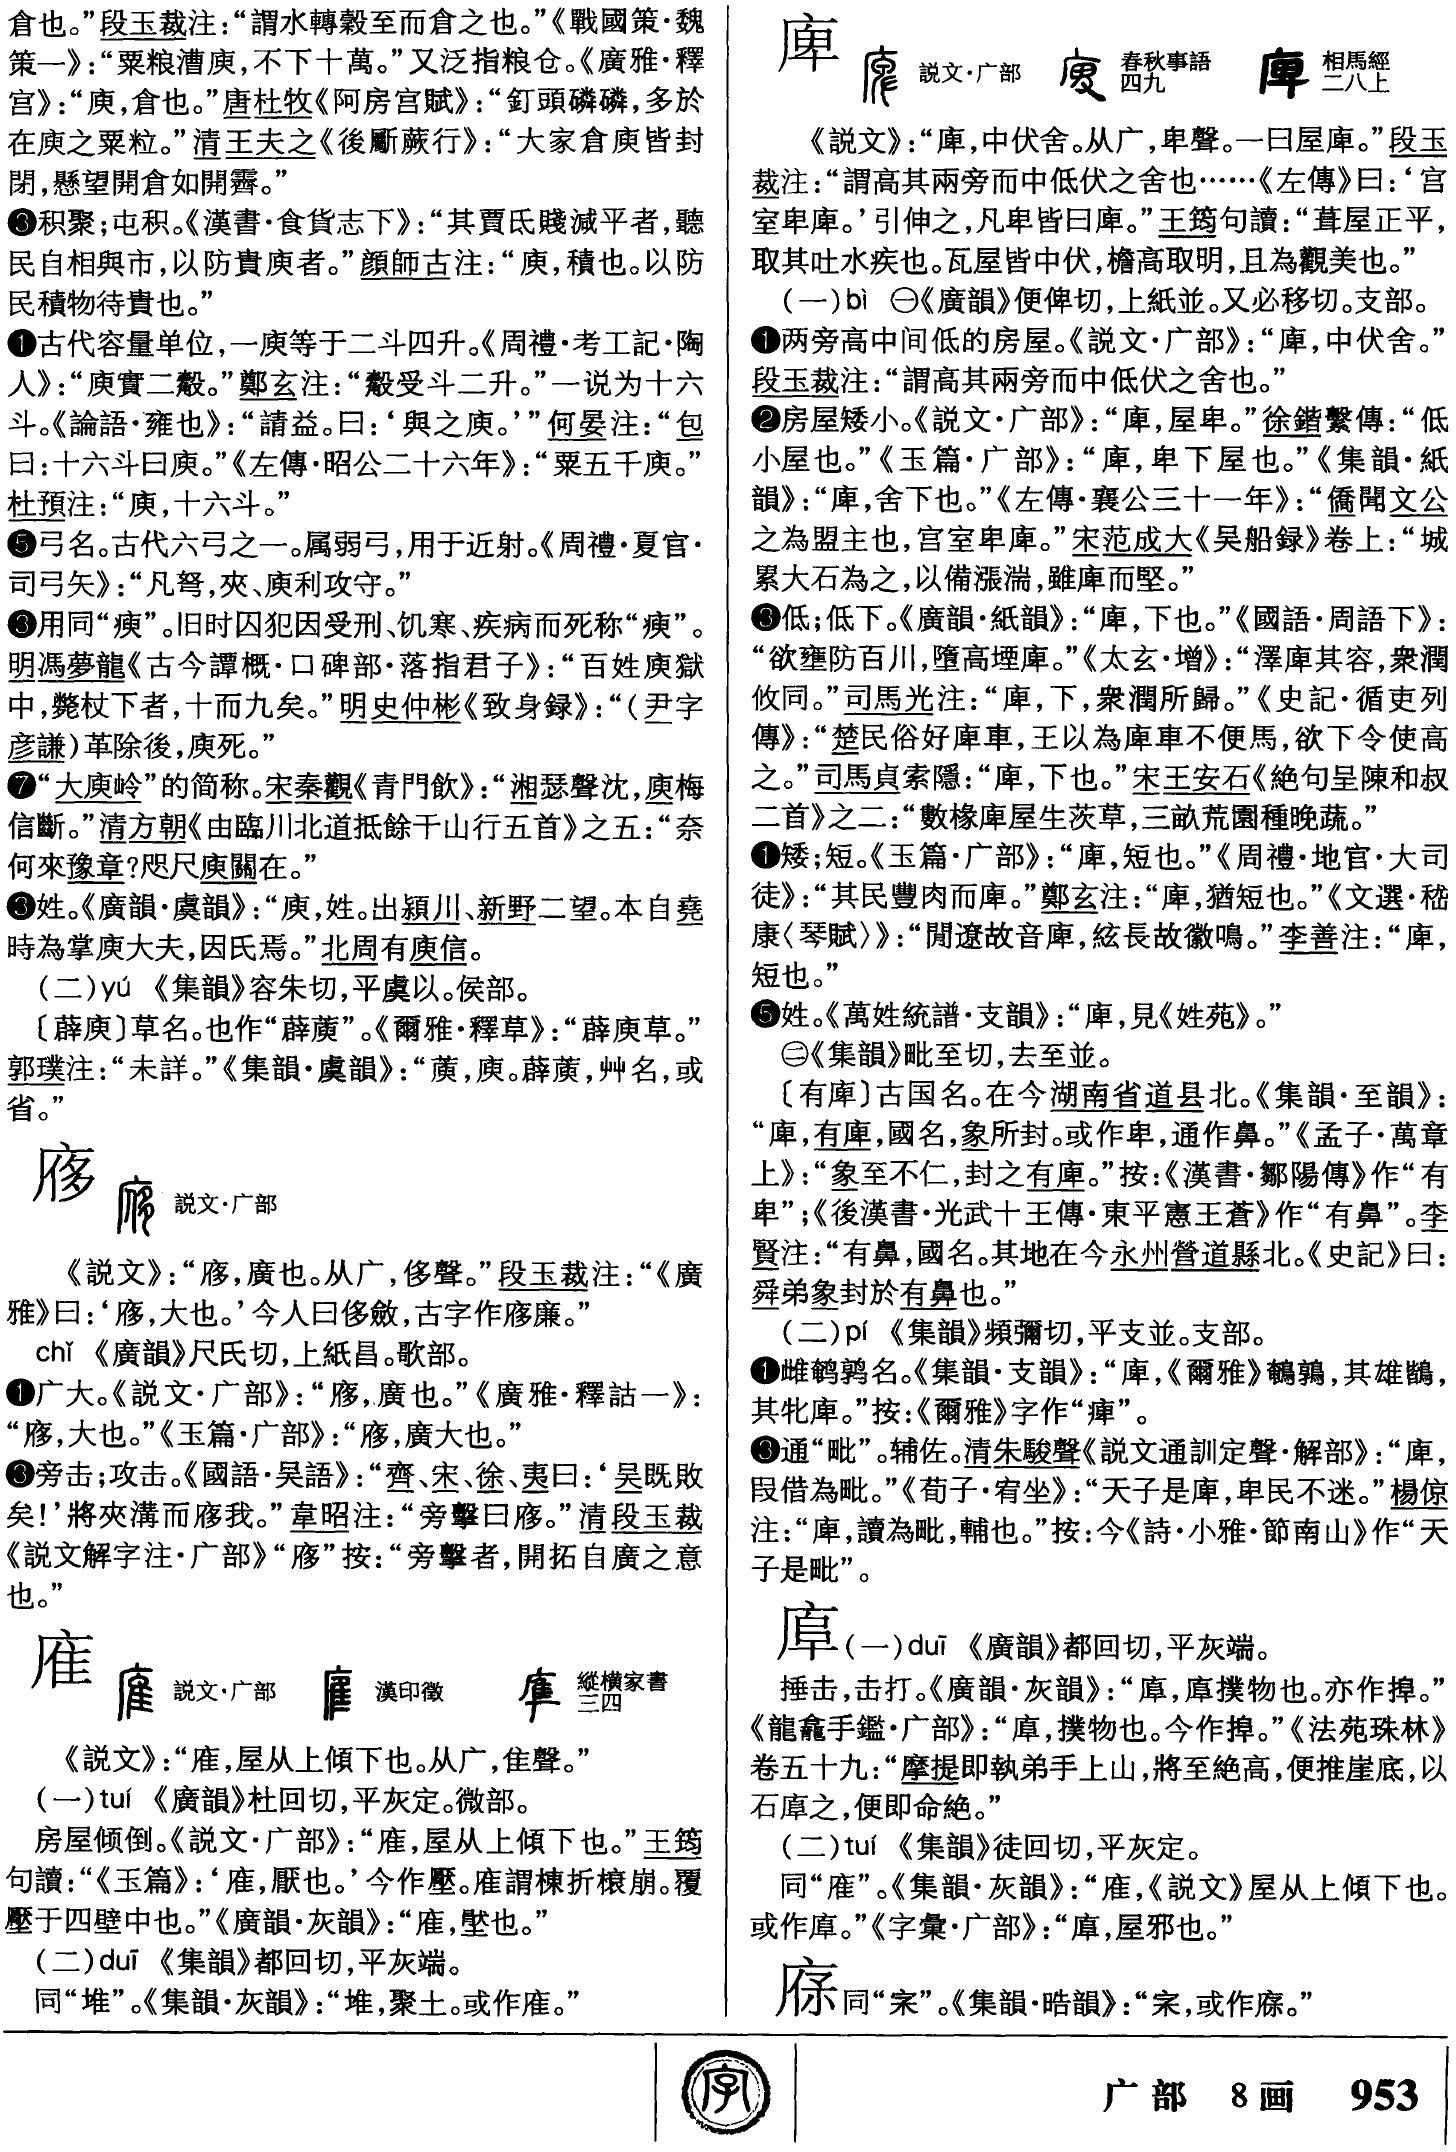 倉也。”段玉裁注：“謂水轉轂至而倉之也。”《戰國策·魏
策一》：“粟粮漕庾，不下十萬。”又泛指粮仓。《廣雅·釋
宫》：“庾，倉也。”唐杜牧《阿房宫賦》：“釘頭磷磷，多於
在庾之粟粒。”清王夫之《後斸蕨行》：“大家倉庾皆封
閉，懸望開倉如開霽。”
❸积聚；屯积。《漢書·食貨志下》：“其賈氏賤減平者，聽
民自相與市，以防貴庾者。”顔師古注：“庾，積也。以防
民積物待貴也。”
❶古代容量单位，一庾等于二斗四升。《周禮·考工記·陶
人》：“庾實二觳。”鄭玄注：“觳受斗二升。”一说为十六
斗。《論語·雍也》：“請益。曰：‘與之庾。’”何晏注：“包
曰：十六斗曰庾。”《左傳·昭公二十六年》：“粟五千庾。”
杜預注：“庾，十六斗。”
❺弓名。古代六弓之一。属弱弓，用于近射。《周禮·夏官·
司弓矢》：“凡弩，夾、庾利攻守。”
❸用同“瘐”。旧时囚犯因受刑、饥寒、疾病而死称“瘐”。
明馮夢龍《古今譚概·口碑部·落指君子》：“百姓庾獄
中，斃杖下者，十而九矣。”明史仲彬《致身録》：“（尹字
彦謙）革除後，庾死。”
❼“大庾岭”的简称。宋秦觀《青門飲》：“湘瑟聲沈，庾梅
信斷。”清方朝《由臨川北道抵餘干山行五首》之五：“奈
何來豫章？咫尺庾關在。”
❸姓。《廣韻·虞韻》：“庾，姓。出潁川、新野二望。本自堯
時為掌庾大夫，因氏焉。”北周有庾信。
（二）yú 《集韻》容朱切，平虞以。侯部。
〔薜庾〕草名。也作“薜蕒”。《爾雅·釋草》：“薜庾草。”
郭璞注：“未詳。”《集韻·虞韻》：“蕒，庾。薜蕒，艸名，或
省。”
庱 説文·广部
《説文》：“㢋，廣也。从广，侈聲。”段玉裁注：“《廣
雅》曰：‘㢋，大也。’今人曰侈斂，古字作㢋廉。”
chǐ 《廣韻》尺氏切，上紙昌。歌部。
❶广大。《説文·广部》：“㢋，廣也。”《廣雅·釋詁一》：
“㢋，大也。”《玉篇·广部》：“㢋，廣大也。”
❸旁击；攻击。《國語·吴語》：“齊、宋、徐、夷曰：‘吴既敗
矣！’將夾溝而㢋我。”韋昭注：“旁擊曰㢋。”清段玉裁
《説文解字注·广部》“㢋”按：“旁擊者，開拓自廣之意
也。”
㢈 説文·广部 漢印徵 縱横家書三四
《説文》：“㢈，屋从上傾下也。从广，隹聲。”
（一）tuí 《廣韻》杜回切，平灰定。微部。
房屋倾倒。《説文·广部》：“㢈，屋从上傾下也。”王筠
句讀：“《玉篇》：‘㢈，厭也。’今作壓。㢈謂棟折榱崩。覆
壓于四壁中也。”《廣韻·灰韻》：“㢈，壓也。”
（二）duī 《集韻》都回切，平灰端。
同“堆”。《集韻·灰韻》：“堆，聚土。或作㢈。”
庳 説文·广部 春秋事語四九 相馬經二八上
《説文》：“庳，中伏舍。从广，卑聲。一曰屋庳。”段玉
裁注：“謂高其兩旁而中低伏之舍也……《左傳》曰：‘宫
室卑庳。’引伸之，凡卑皆曰庳。”王筠句讀：“葺屋正平，
取其吐水疾也。瓦屋皆中伏，檐高取明，且為觀美也。”
（一）bì ㊀《廣韻》便俾切，上紙並。又必移切。支部。
❶两旁高中间低的房屋。《説文·广部》：“庳，中伏舍。”
段玉裁注：“謂高其兩旁而中低伏之舍也。”
❷房屋矮小。《説文·广部》：“庳，屋卑。”徐鍇繫傳：“低
小屋也。”《玉篇·广部》：“庳，卑下屋也。”《集韻·紙
韻》：“庳，舍下也。”《左傳·襄公三十一年》：“僑聞文公
之為盟主也，宫室卑庳。”宋范成大《吴船録》卷上：“城
累大石為之，以備漲湍，雖庳而堅。”
❸低；低下。《廣韻·紙韻》：“庳，下也。”《國語·周語下》：
“欲壅防百川，墮高堙庳。”《太玄·增》：“澤庳其容，衆潤
攸同。”司馬光注：“庳，下，衆潤所歸。”《史記·循吏列
傳》：“楚民俗好庳車，王以為庳車不便馬，欲下令使高
之。”司馬貞索隱：“庳，下也。”宋王安石《絶句呈陳和叔
二首》之二：“數椽庳屋生茨草，三畝荒園種晚蔬。”
❶矮；短。《玉篇·广部》：“庳，短也。”《周禮·地官·大司
徒》：“其民豐肉而庳。”鄭玄注：“庳，猶短也。”《文選·嵇
康〈琴賦〉》：“閒遼故音庳，絃長故徽鳴。”李善注：“庳，
短也。”
❺姓。《萬姓統譜·支韻》：“庳，見《姓苑》。”
㊁《集韻》毗至切，去至並。
〔有庳〕古国名。在今湖南省道县北。《集韻·至韻》：
“庳，有庳，國名，象所封。或作卑，通作鼻。”《孟子·萬章
上》：“象至不仁，封之有庳。”按：《漢書·鄒陽傳》作“有
卑”；《後漢書·光武十王傳·東平憲王蒼》作“有鼻”。李
賢注：“有鼻，國名。其地在今永州營道縣北。《史記》曰：
舜弟象封於有鼻也。”
（二）pí 《集韻》頻彌切，平支並。支部。
❶雌鹌鹑名。《集韻·支韻》：“庳，《爾雅》鵪鶉，其雄鶛，
其牝庳。”按：《爾雅》字作“痺”。
❸通“毗”。辅佐。清朱駿聲《説文通訓定聲·解部》：“庳，
叚借為毗。”《荀子·宥坐》：“天子是庳，卑民不迷。”楊倞
注：“庳，讀為毗，輔也。”按：今《詩·小雅·節南山》作“天
子是毗”。
㢂（一）duī 《廣韻》都回切，平灰端。
捶击，击打。《廣韻·灰韻》：“㢂，㢂撲物也。亦作㨃。”
《龍龕手鑑·广部》：“㢂，撲物也。今作㨃。”《法苑珠林》
卷五十九：“摩提即執弟手上山，將至絶高，便推崖底，以
石㢂之，便即命絶。”
（二）tuí 《集韻》徒回切，平灰定。
同“㢈”。《集韻·灰韻》：“㢈，《説文》屋从上傾下也。
或作㢂。”《字彙·广部》：“㢂，屋邪也。”
同“宲”。《集韻·晧韻》：“宲，或作。”
字
广部 8画 953